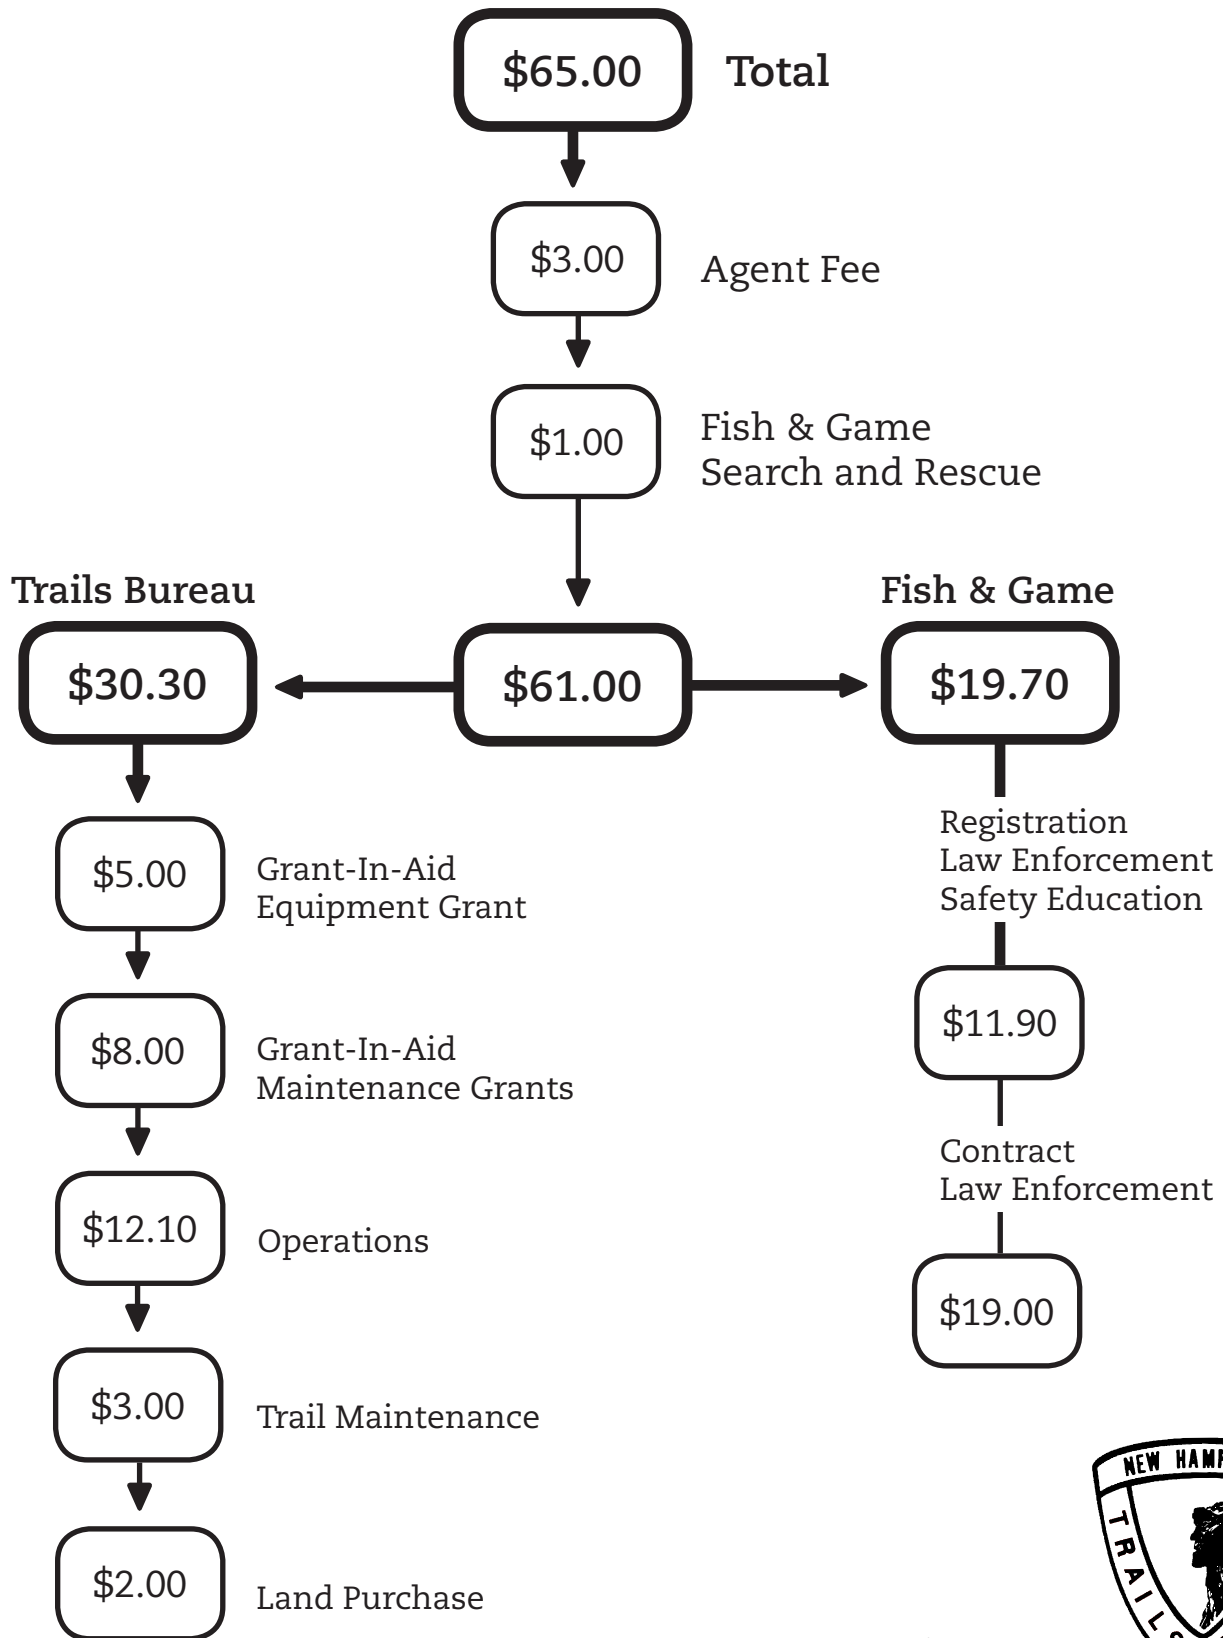 $65.00 Total
$3.00 Agent Fee
$1.00 Fish & Game
Search and Rescue
Trails Bureau
$30.30
$61.00
Fish & Game
$19.70
$5.00 Grant-In-Aid
Equipment Grant
$8.00 Grant-In-Aid
Maintenance Grants
$12.10 Operations
$3.00 Trail Maintenance
$2.00 Land Purchase
Registration
Law Enforcement
Safety Education
$11.90
Contract
Law Enforcement
$19.00
NEW